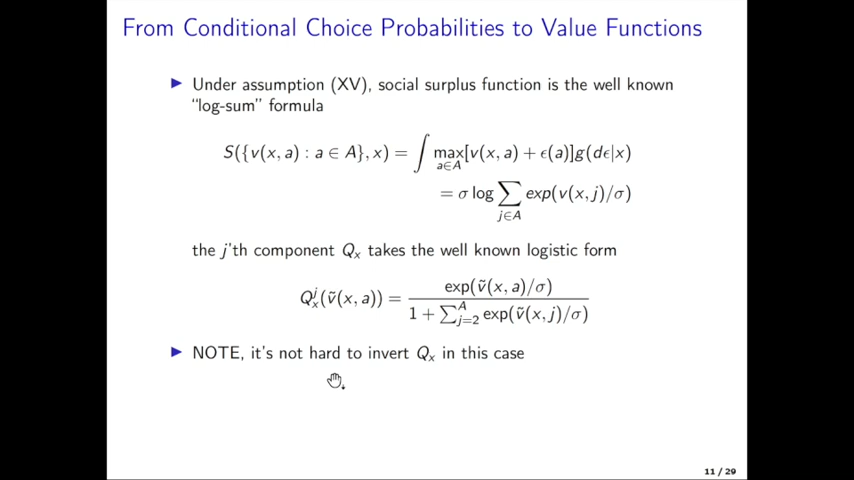 From Conditional Choice Probabilities to Value Functions
▶ Under assumption (XV), social surplus function is the well known
"log-sum" formula
S({v(x, a) : a ∈ A}, x) = ∫ max_{a∈A}[v(x, a) + ϵ(a)]g(dϵ|x)
= σ log ∑_{j∈A} exp(v(x, j)/σ)
the j'th component Q_x takes the well known logistic form
Q_x^j(ṽ(x, a)) = exp(ṽ(x, a)/σ) / (1 + ∑_{j=2}^A exp(ṽ(x, j)/σ))
▶ NOTE, it's not hard to invert Q_x in this case
11 / 29